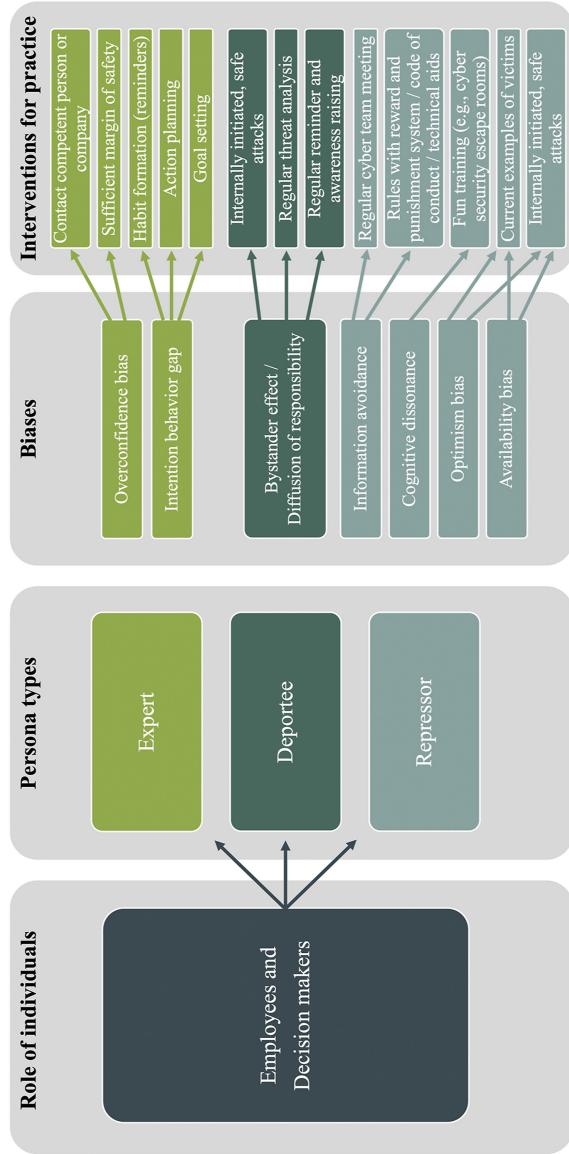 Role of individuals
Employees and
Decision makers
Persona types
Expert
Deportee
Repressor
Biases
Overconfidence bias
Intention behavior gap
Bystander effect /
Diffusion of responsibility
Information avoidance
Cognitive dissonance
Optimism bias
Availability bias
Interventions for practice
Contact competent person or
company
Sufficient margin of safety
Habit formation (reminders)
Action planning
Goal setting
Internally initiated, safe
attacks
Regular threat analysis
Regular reminder and
awareness raising
Regular cyber team meeting
Rules with reward and
punishment system / code of
conduct / technical aids
Fun training (e.g., cyber
security escape rooms)
Current examples of victims
Internally initiated, safe
attacks